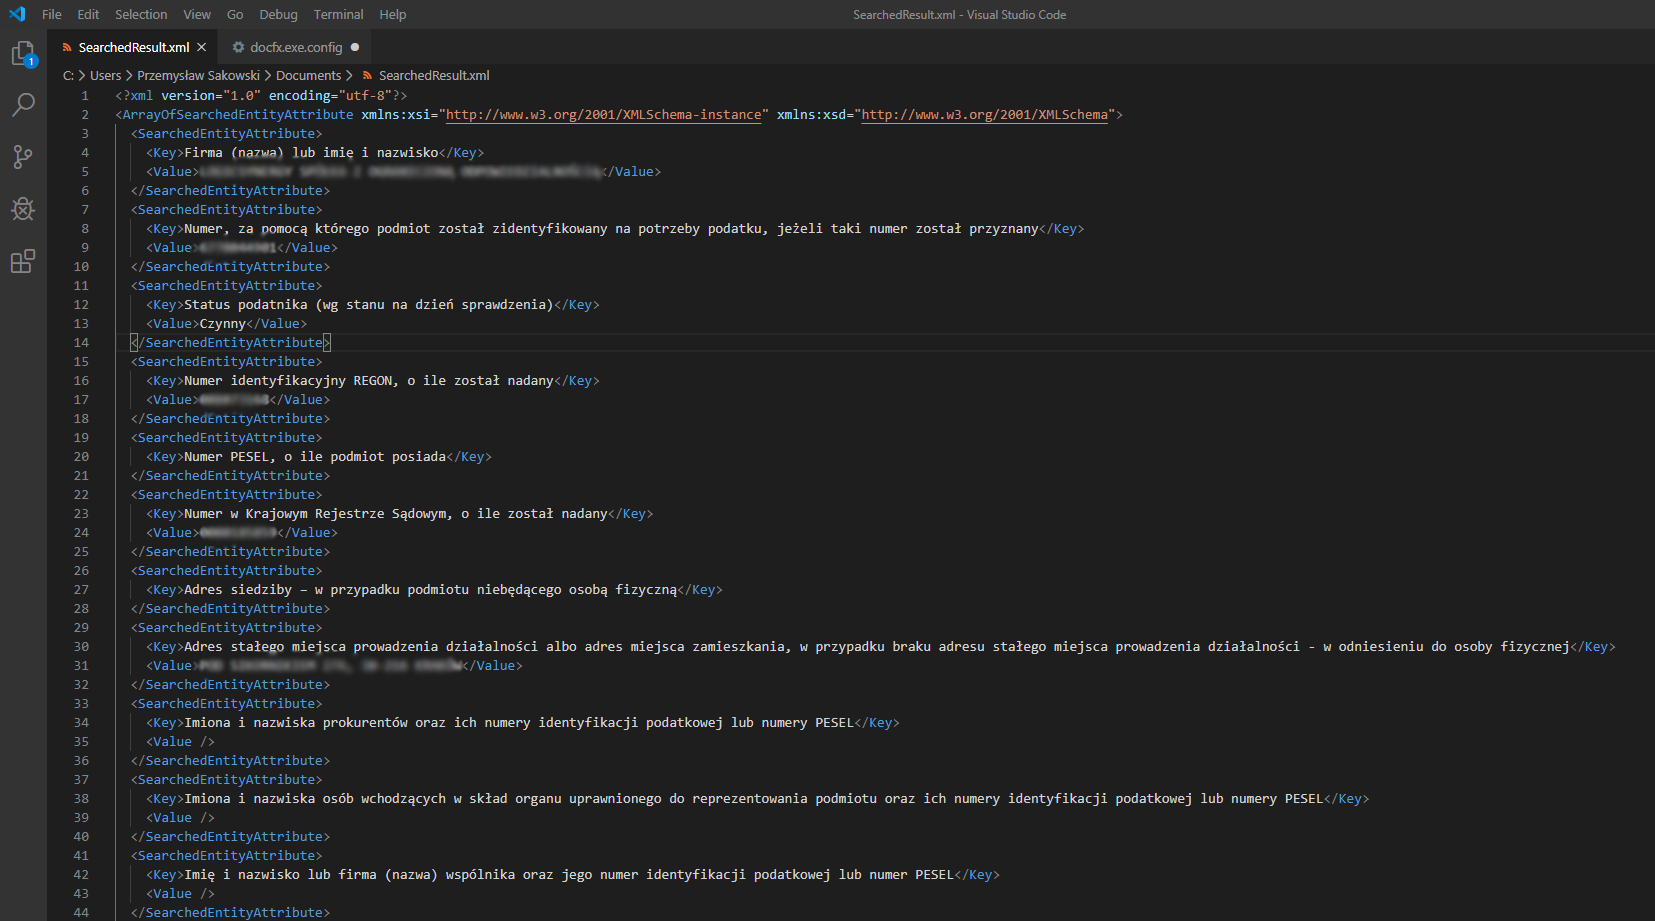 File Edit Selection View Go Debug Terminal Help SearchedResult.xml - Visual Studio Code
SearchedResult.xml docfx.exe.config
C: Users Przemysław Sakowski Documents SearchedResult.xml
1 <?xml version="1.0" encoding="utf-8"?>
2 <ArrayOfSearchedEntityAttribute xmlns:xsi="http://www.w3.org/2001/XMLSchema-instance" xmlns:xsd="http://www.w3.org/2001/XMLSchema">
3 <SearchedEntityAttribute>
4 <Key>Firma (nazwa) lub imię i nazwisko</Key>
5 <Value></Value>
6 </SearchedEntityAttribute>
7 <SearchedEntityAttribute>
8 <Key>Numer, za pomocą którego podmiot został zidentyfikowany na potrzeby podatku, jeżeli taki numer został przyznany</Key>
9 <Value></Value>
10 </SearchedEntityAttribute>
11 <SearchedEntityAttribute>
12 <Key>Status podatnika (wg stanu na dzień sprawdzenia)</Key>
13 <Value>Czynny</Value>
14 </SearchedEntityAttribute>
15 <SearchedEntityAttribute>
16 <Key>Numer identyfikacyjny REGON, o ile został nadany</Key>
17 <Value></Value>
18 </SearchedEntityAttribute>
19 <SearchedEntityAttribute>
20 <Key>Numer PESEL, o ile podmiot posiada</Key>
21 </SearchedEntityAttribute>
22 <SearchedEntityAttribute>
23 <Key>Numer w Krajowym Rejestrze Sądowym, o ile został nadany</Key>
24 <Value></Value>
25 </SearchedEntityAttribute>
26 <SearchedEntityAttribute>
27 <Key>Adres siedziby – w przypadku podmiotu niebędącego osobą fizyczną</Key>
28 </SearchedEntityAttribute>
29 <SearchedEntityAttribute>
30 <Key>Adres stałego miejsca prowadzenia działalności albo adres miejsca zamieszkania, w przypadku braku adresu stałego miejsca prowadzenia działalności - w odniesieniu do osoby fizycznej</Key>
31 <Value></Value>
32 </SearchedEntityAttribute>
33 <SearchedEntityAttribute>
34 <Key>Imiona i nazwiska prokurentów oraz ich numery identyfikacji podatkowej lub numery PESEL</Key>
35 <Value />
36 </SearchedEntityAttribute>
37 <SearchedEntityAttribute>
38 <Key>Imiona i nazwiska osób wchodzących w skład organu uprawnionego do reprezentowania podmiotu oraz ich numery identyfikacji podatkowej lub numery PESEL</Key>
39 <Value />
40 </SearchedEntityAttribute>
41 <SearchedEntityAttribute>
42 <Key>Imię i nazwisko lub firma (nazwa) wspólnika oraz jego numer identyfikacji podatkowej lub numer PESEL</Key>
43 <Value />
44 </SearchedEntityAttribute>
1